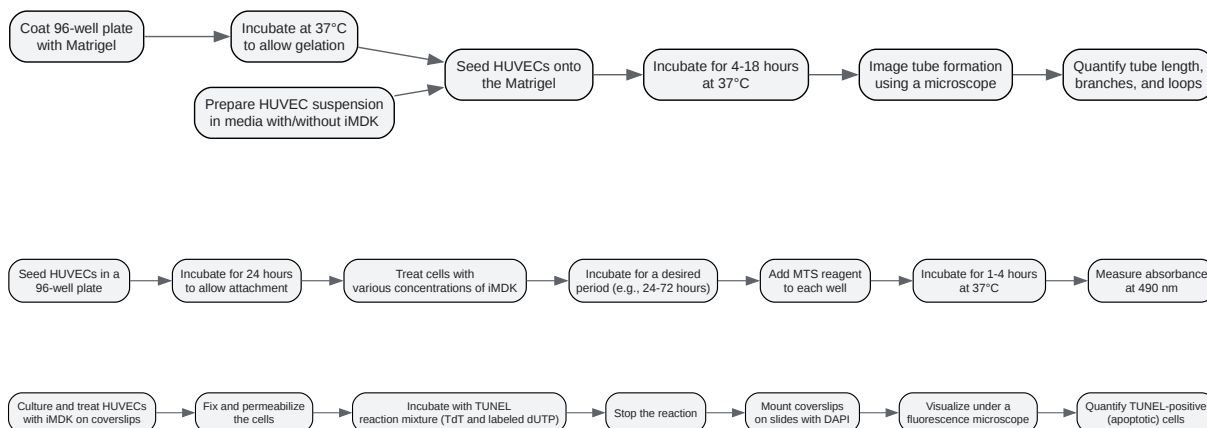 Coat 96-well plate
with Matrigel
Incubate at 37°C
to allow gelation
Prepare HUVEC suspension
in media with/without iMDK
Seed HUVECs onto
the Matrigel
Incubate for 4-18 hours
at 37°C
Image tube formation
using a microscope
Quantify tube length,
branches, and loops
Seed HUVECs in a
96-well plate
Incubate for 24 hours
to allow attachment
Treat cells with
various concentrations of iMDK
Incubate for a desired
period (e.g., 24-72 hours)
Add MTS reagent
to each well
Incubate for 1-4 hours
at 37°C
Measure absorbance
at 490 nm
Culture and treat HUVECs
with iMDK on coverslips
Fix and permeabilize
the cells
Incubate with TUNEL
reaction mixture (TdT and labeled dUTP)
Stop the reaction
Mount coverslips
on slides with DAPI
Visualize under a
fluorescence microscope
Quantify TUNEL-positive
(apoptotic) cells